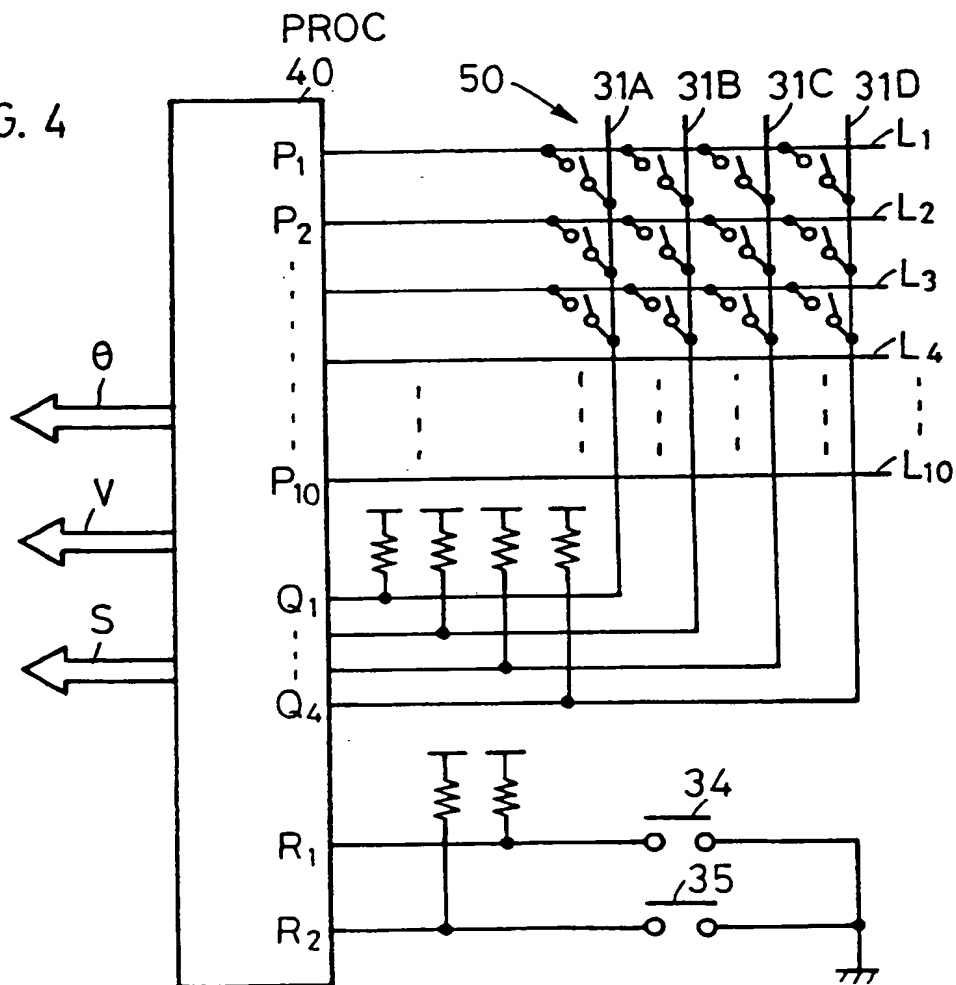 PROC
40
G. 4
50
31A
31B
31C
31D
P₁
L₁
P₂
L₂
L₃
L₄
θ
P₁₀
L₁₀
V
Q₁
S
Q₄
34
R₁
35
R₂